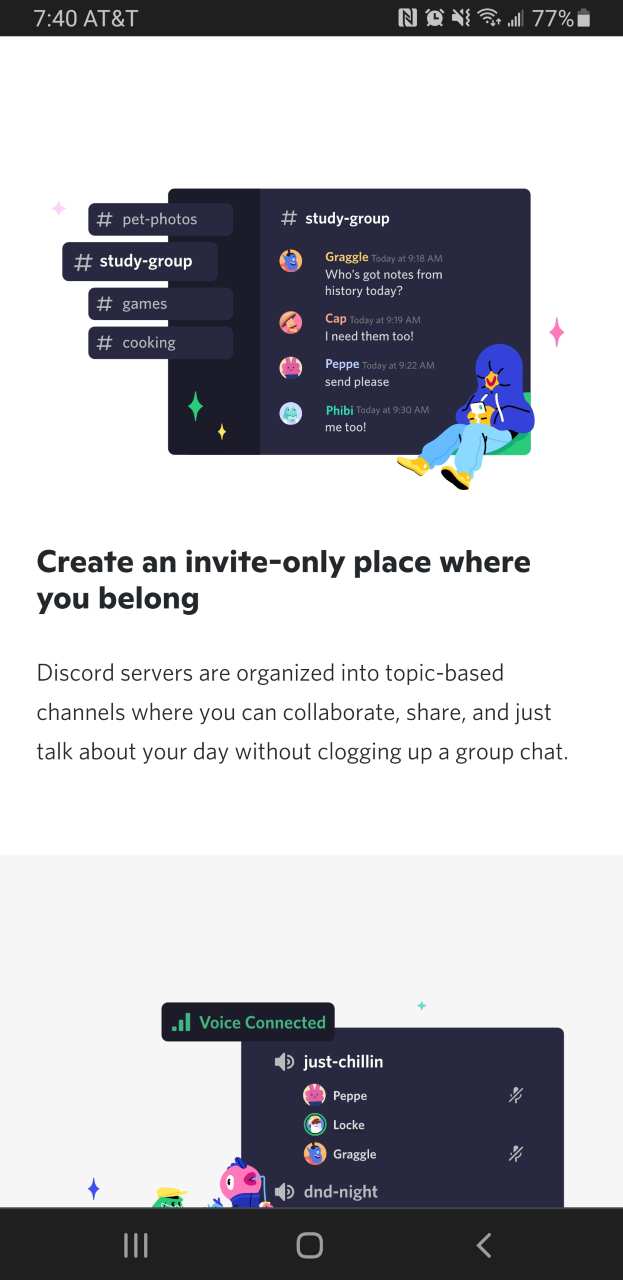 7:40 AT&T 77%
# pet-photos
# study-group
# games
# cooking
# study-group
Graggle Today at 9:18 AM
Who's got notes from
history today?
Cap Today at 9:19 AM
I need them too!
Peppe Today at 9:22 AM
send please
Phibi Today at 9:30 AM
me too!
Create an invite-only place where
you belong
Discord servers are organized into topic-based
channels where you can collaborate, share, and just
talk about your day without clogging up a group chat.
Voice Connected
just-chillin
Peppe
Locke
Graggle
dnd-night